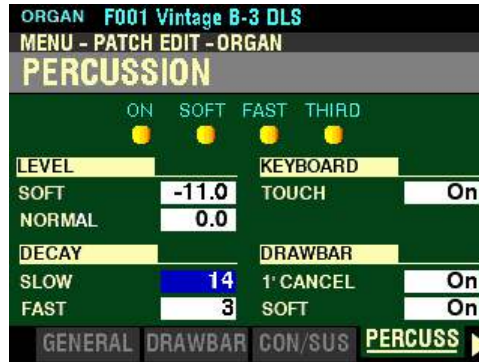 ORGAN F001 Vintage B-3 DLS
MENU - PATCH EDIT - ORGAN
PERCUSSION
ON SOFT FAST THIRD
LEVEL KEYBOARD
SOFT -11.0 TOUCH On
NORMAL 0.0
DECAY DRAWBAR
SLOW 14 1' CANCEL On
FAST 3 SOFT On
GENERAL DRAWBAR CON/SUS PERCUSS